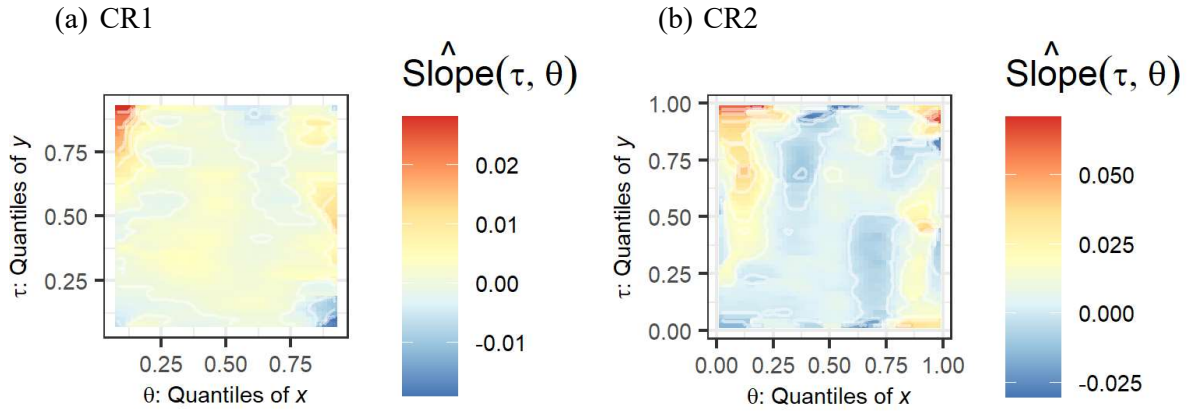 (a) CR1
Slôpe(τ, θ)
0.02
0.01
0.00
-0.01
τ: Quantiles of y
0.75
0.50
0.25
0.25 0.50 0.75
θ: Quantiles of x
(b) CR2
Slôpe(τ, θ)
0.050
0.025
0.000
-0.025
τ: Quantiles of y
1.00
0.75
0.50
0.25
0.00
0.00 0.25 0.50 0.75 1.00
θ: Quantiles of x